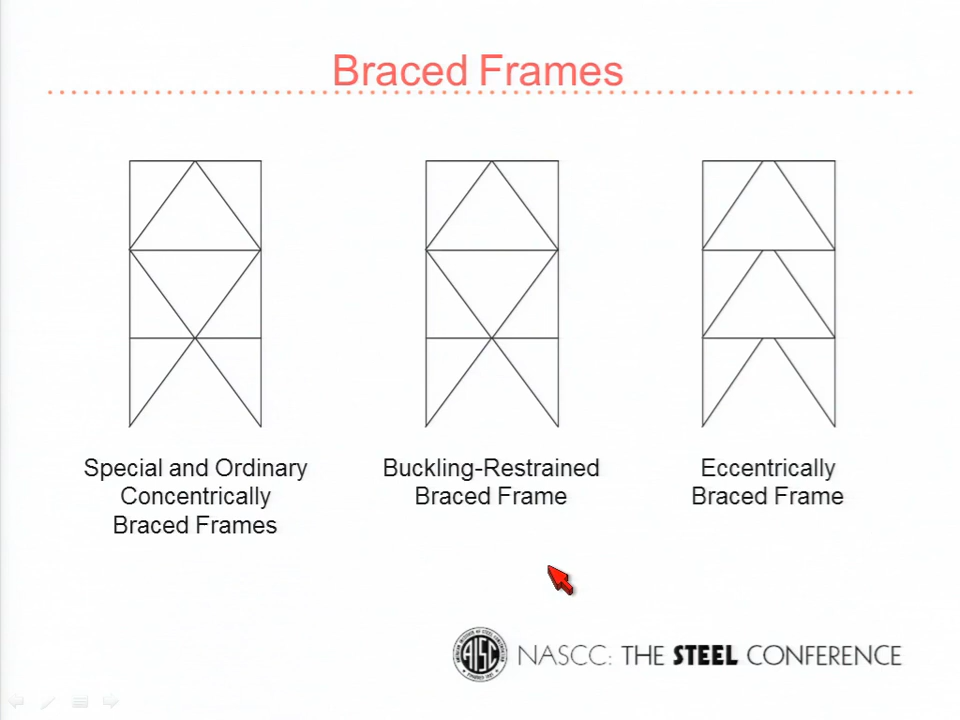 Braced Frames
Special and Ordinary
Concentrically
Braced Frames
Buckling-Restrained
Braced Frame
Eccentrically
Braced Frame
AISC
NASCC: THE STEEL CONFERENCE